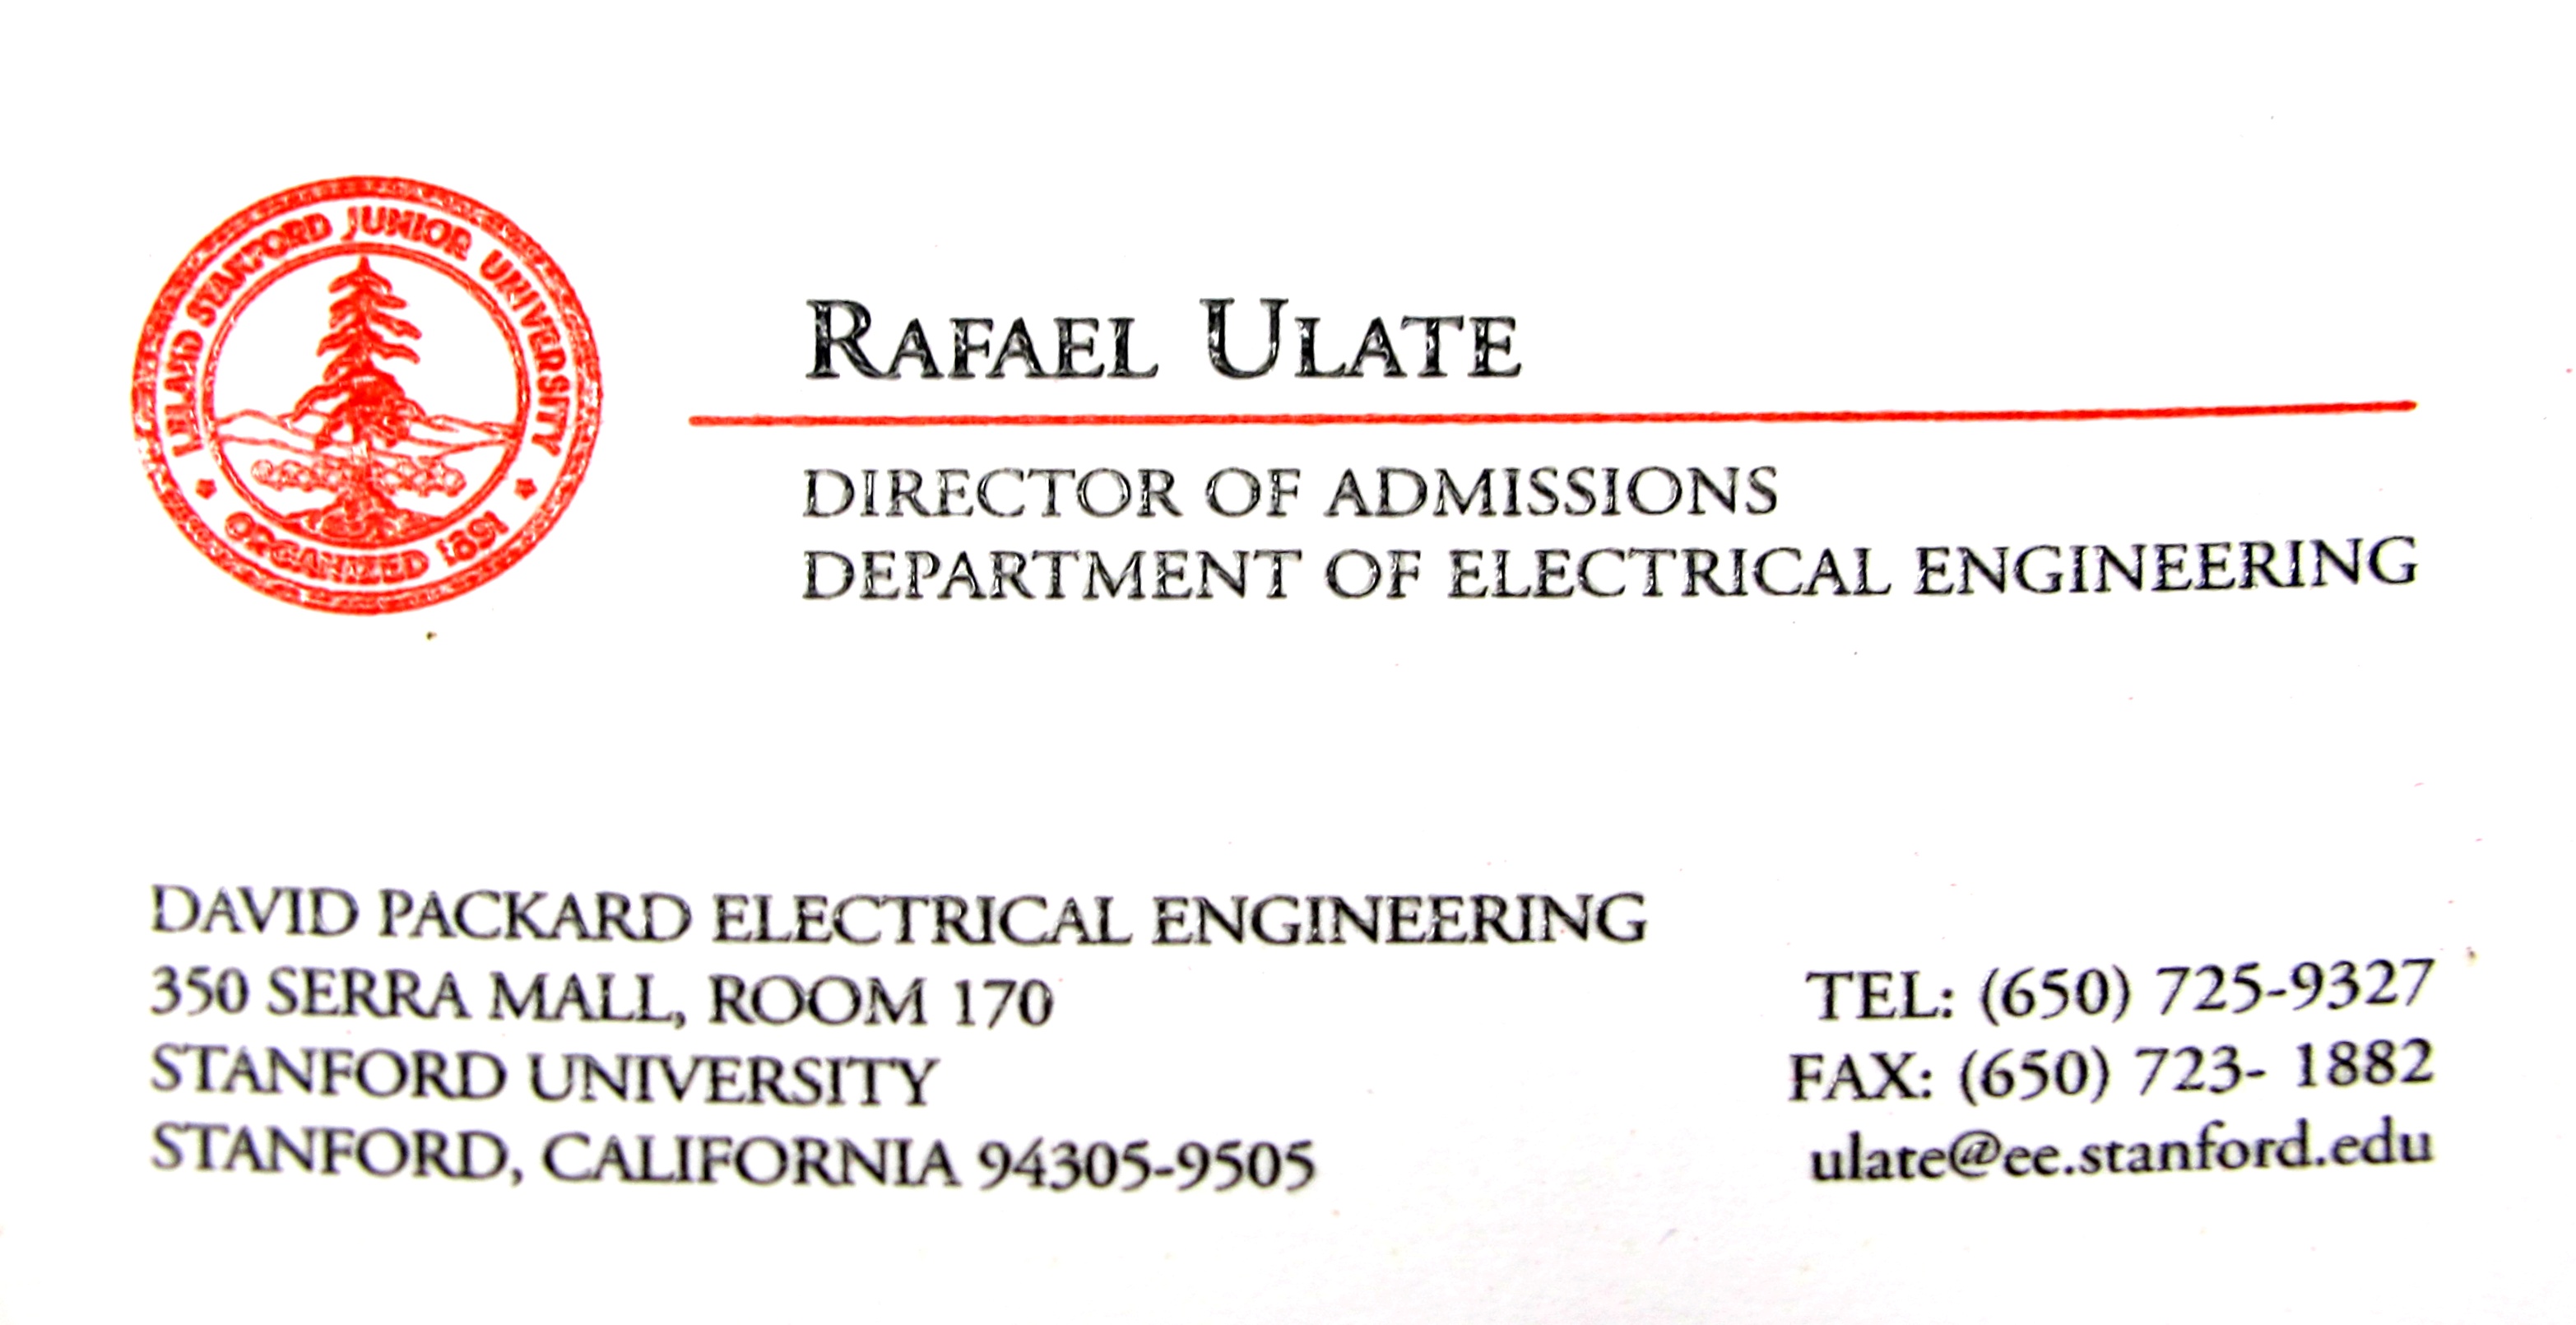 LELAND STANFORD JUNIOR UNIVERSITY
ORGANIZED 1891
RAFAEL ULATE
DIRECTOR OF ADMISSIONS
DEPARTMENT OF ELECTRICAL ENGINEERING
DAVID PACKARD ELECTRICAL ENGINEERING
350 SERRA MALL, ROOM 170
STANFORD UNIVERSITY
STANFORD, CALIFORNIA 94305-9505
TEL: (650) 725-9327
FAX: (650) 723- 1882
ulate@ee.stanford.edu